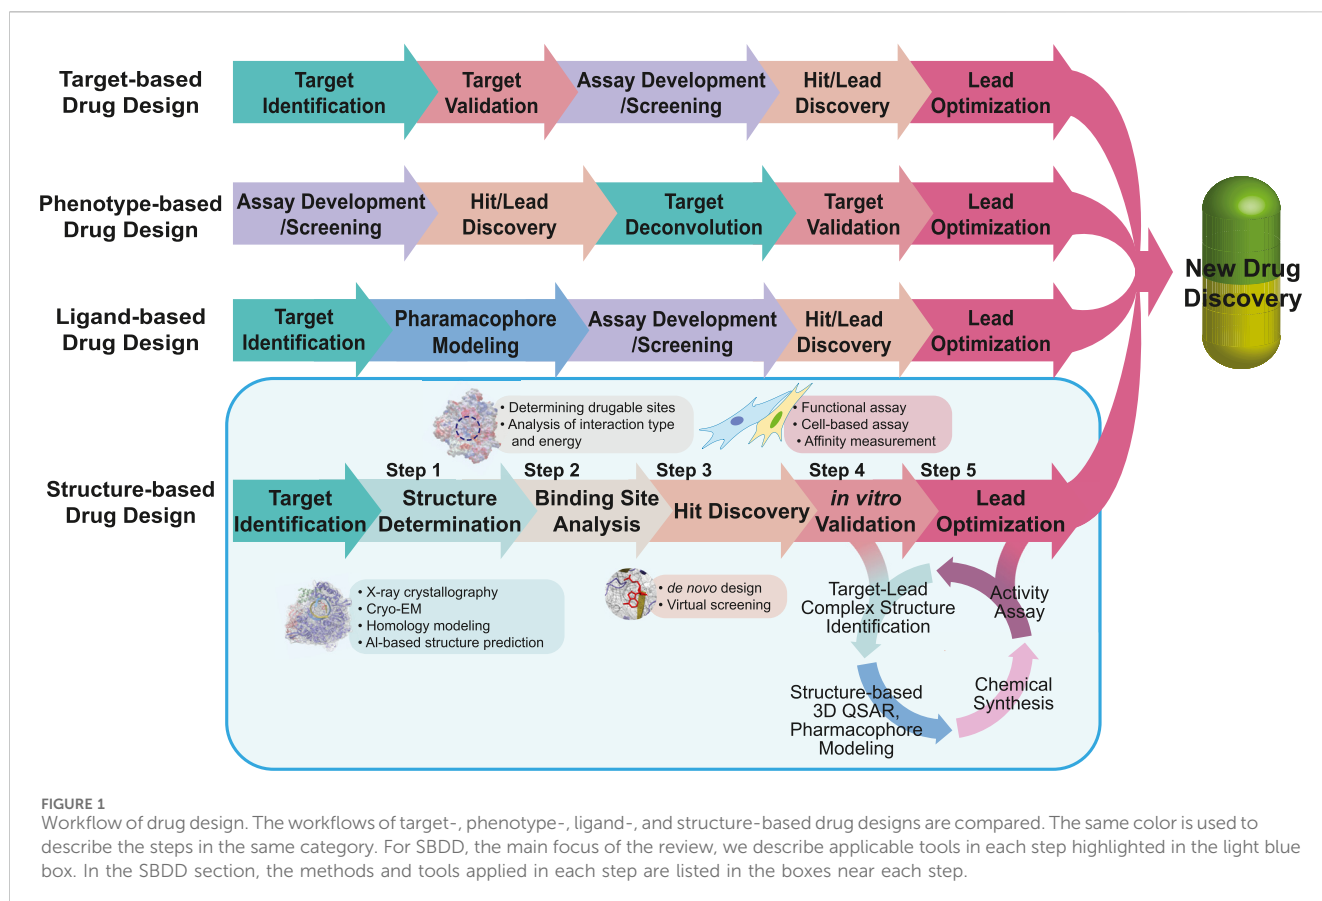 Target-based
Drug Design
Target
Identification
Target
Validation
Assay Development
/Screening
Hit/Lead
Discovery
Lead
Optimization
Phenotype-based
Drug Design
Assay Development
/Screening
Hit/Lead
Discovery
Target
Deconvolution
Target
Validation
Lead
Optimization
New Drug
Discovery
Ligand-based
Drug Design
Target
Identification
Pharamacophore
Modeling
Assay Development
/Screening
Hit/Lead
Discovery
Lead
Optimization
• Determining drugable sites
• Analysis of interaction type
and energy
• Functional assay
• Cell-based assay
• Affinity measurement
Structure-based
Drug Design
Target
Identification
Step 1
Structure
Determination
Step 2
Binding Site
Analysis
Step 3
Hit Discovery
Step 4
in vitro
Validation
Step 5
Lead
Optimization
• X-ray crystallography
• Cryo-EM
• Homology modeling
• AI-based structure prediction
• de novo design
• Virtual screening
Target-Lead
Complex Structure
Identification
Activity
Assay
Structure-based
3D QSAR,
Pharmacophore
Modeling
Chemical
Synthesis
FIGURE 1
Workflow of drug design. The workflows of target-, phenotype-, ligand-, and structure-based drug designs are compared. The same color is used to
describe the steps in the same category. For SBDD, the main focus of the review, we describe applicable tools in each step highlighted in the light blue
box. In the SBDD section, the methods and tools applied in each step are listed in the boxes near each step.